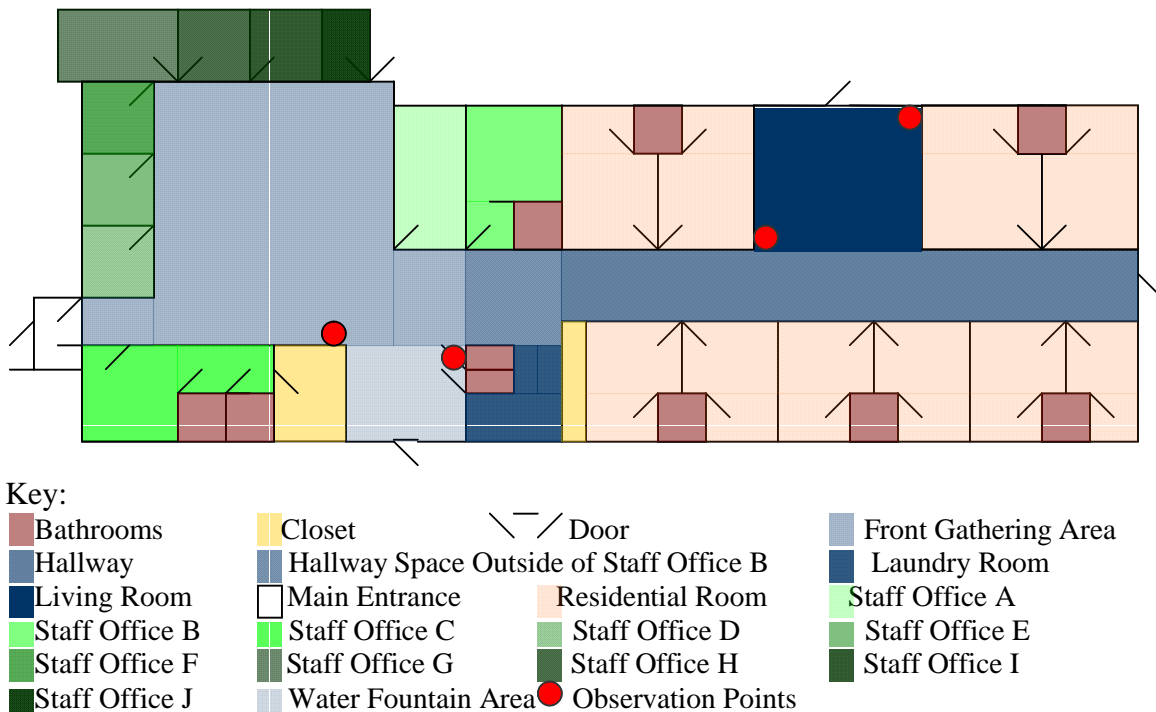 Key:
Bathrooms Closet Door Front Gathering Area
Hallway Hallway Space Outside of Staff Office B Laundry Room
Living Room Main Entrance Residential Room Staff Office A
Staff Office B Staff Office C Staff Office D Staff Office E
Staff Office F Staff Office G Staff Office H Staff Office I
Staff Office J Water Fountain Area Observation Points